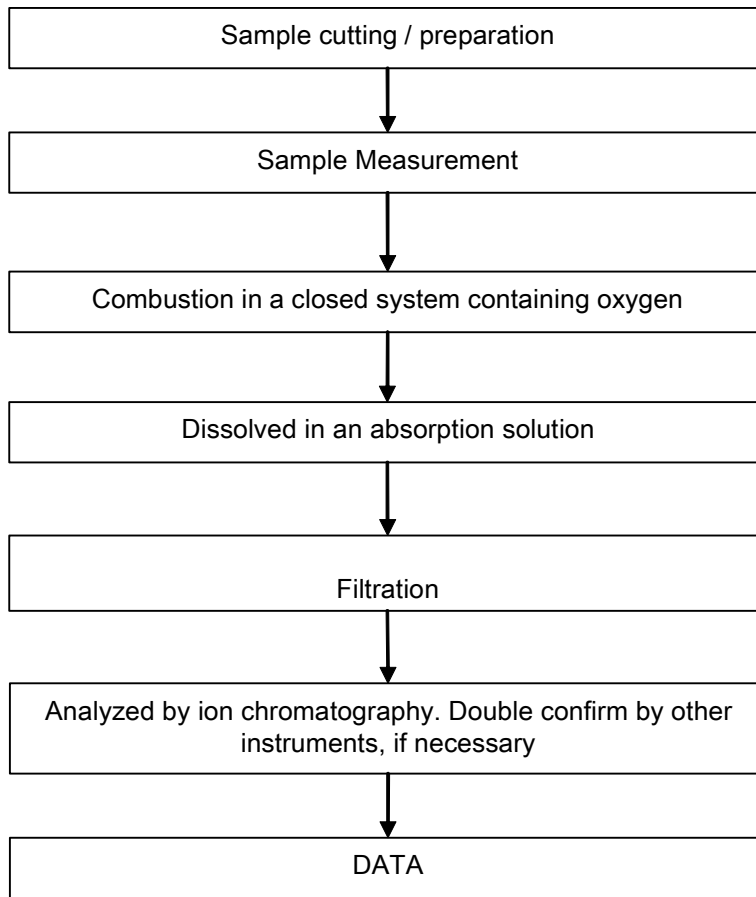 Sample cutting / preparation
Sample Measurement
Combustion in a closed system containing oxygen
Dissolved in an absorption solution
Filtration
Analyzed by ion chromatography. Double confirm by other
instruments, if necessary
DATA